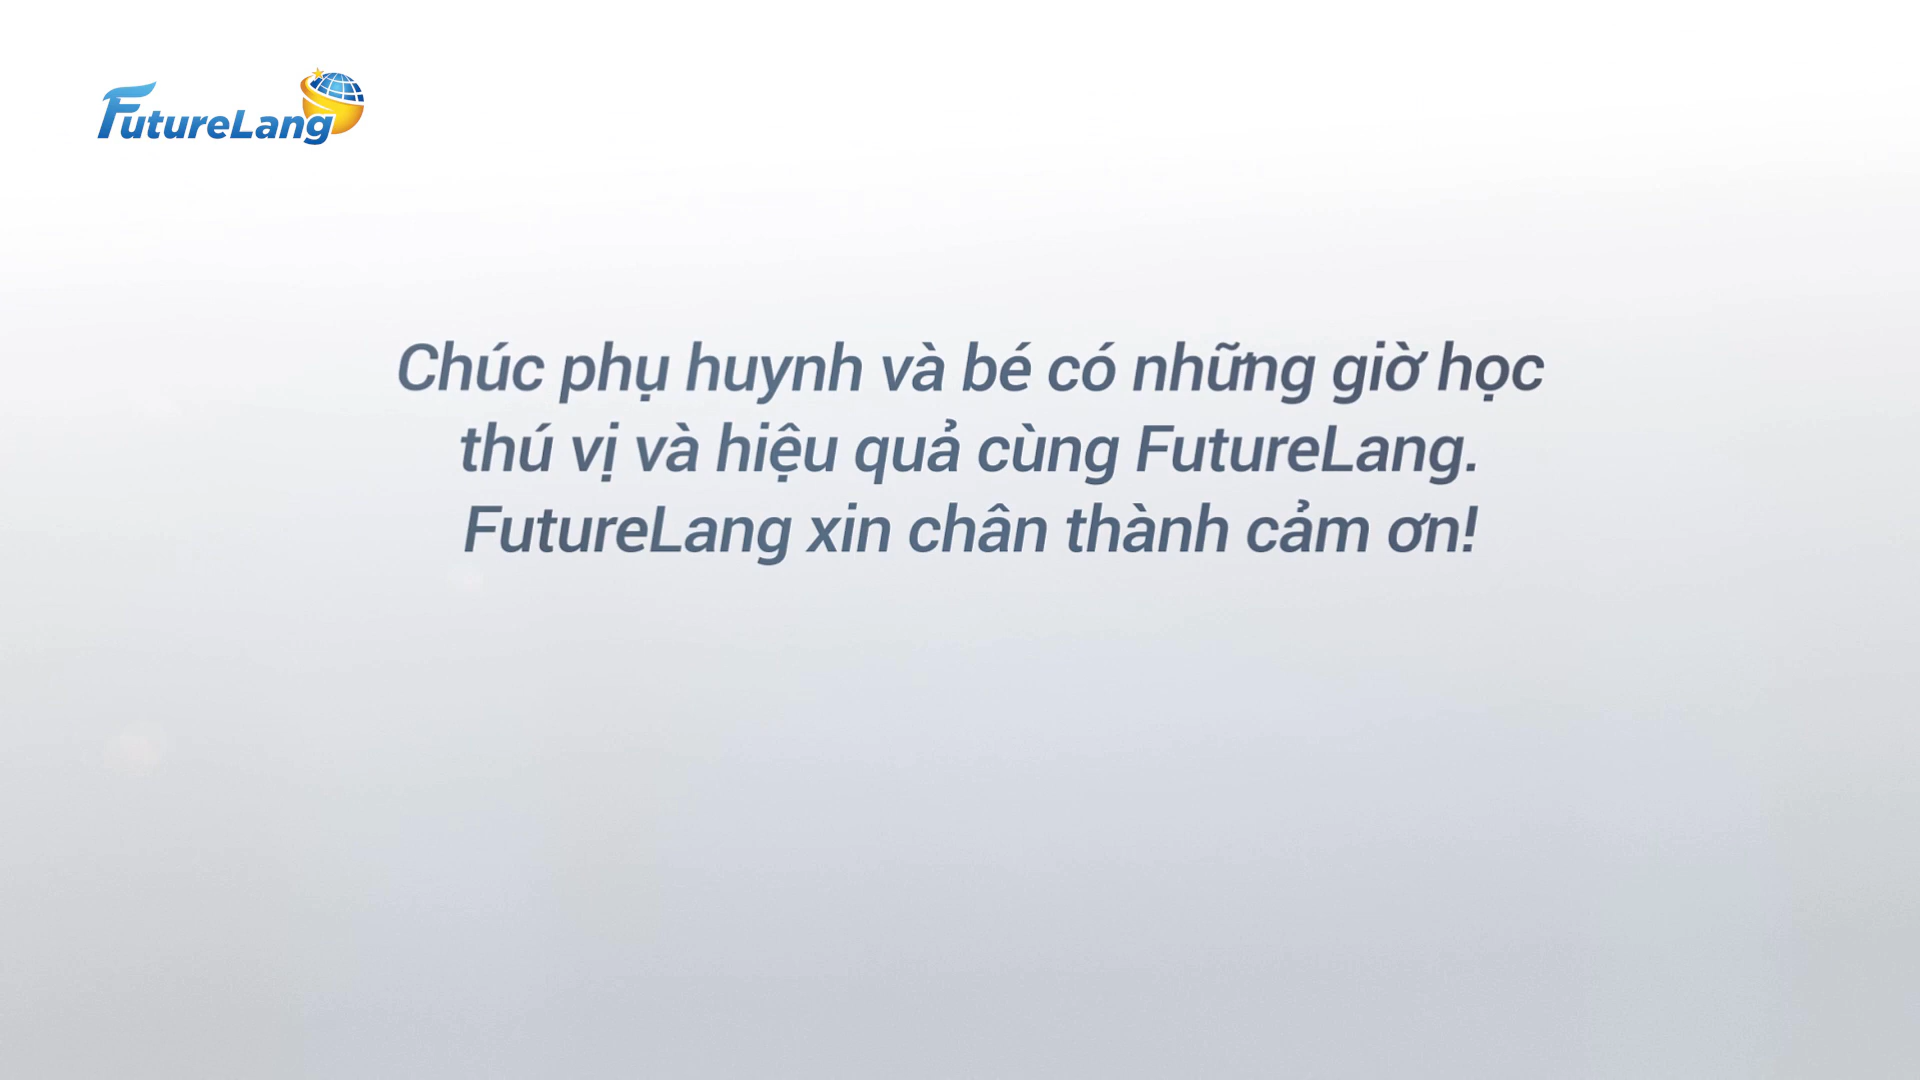 FutureLang
Chúc phụ huynh và bé có những giờ học
thú vị và hiệu quả cùng FutureLang.
FutureLang xin chân thành cảm ơn!